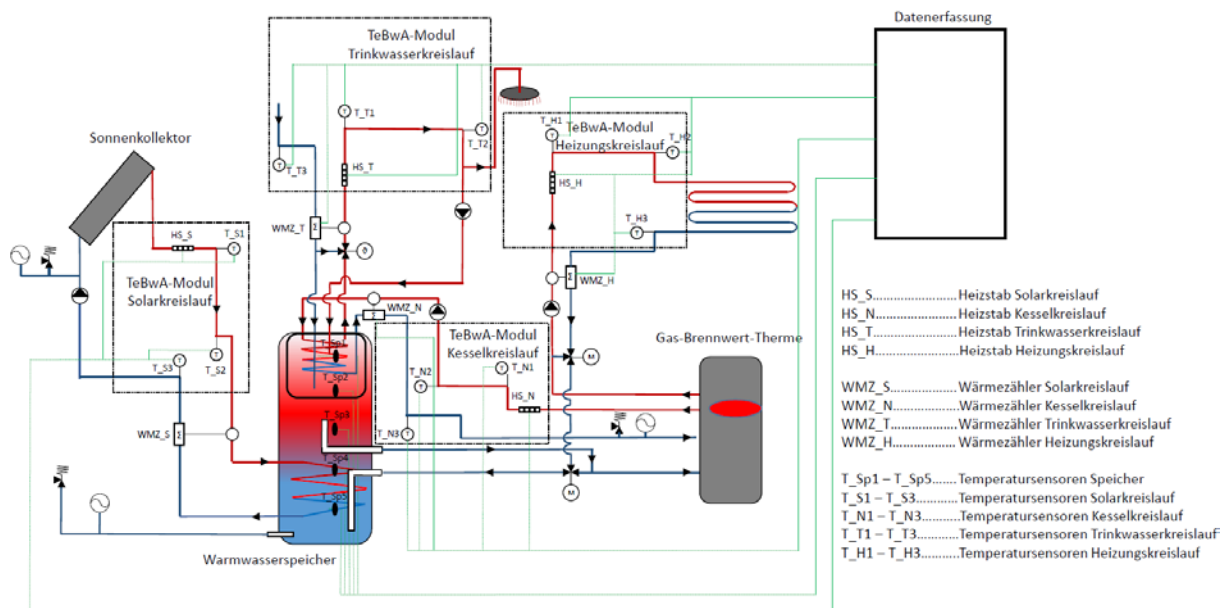 Datenerfassung
TeBwA-Modul
Trinkwasserkreislauf
T_T1
T_T2
T_T3
HS_T
WMZ_T
Σ
TeBwA-Modul
Heizungskreislauf
T_H1
T_H2
HS_H
T_H3
WMZ_H
Σ
Sonnenkollektor
HS_S
T_S1
TeBwA-Modul
Solarkreislauf
T_S3
T_S2
WMZ_S
Σ
WMZ_N
Σ
TeBwA-Modul
Kesselkreislauf
T_N2
T_N1
HS_N
T_N3
T_Sp1
T_Sp2
T_Sp3
T_Sp4
T_Sp5
M
M
Gas-Brennwert-Therme
Warmwasserspeicher
HS_S........................Heizstab Solarkreislauf
HS_N........................Heizstab Kesselkreislauf
HS_T........................Heizstab Trinkwasserkreislauf
HS_H........................Heizstab Heizungskreislauf
WMZ_S....................Wärmezähler Solarkreislauf
WMZ_N....................Wärmezähler Kesselkreislauf
WMZ_T....................Wärmezähler Trinkwasserkreislauf
WMZ_H....................Wärmezähler Heizungskreislauf
T_Sp1 – T_Sp5.......Temperatursensoren Speicher
T_S1 – T_S3............Temperatursensoren Solarkreislauf
T_N1 – T_N3...........Temperatursensoren Kesselkreislauf
T_T1 – T_T3............Temperatursensoren Trinkwasserkreislauf
T_H1 – T_H3...........Temperatursensoren Heizungskreislauf